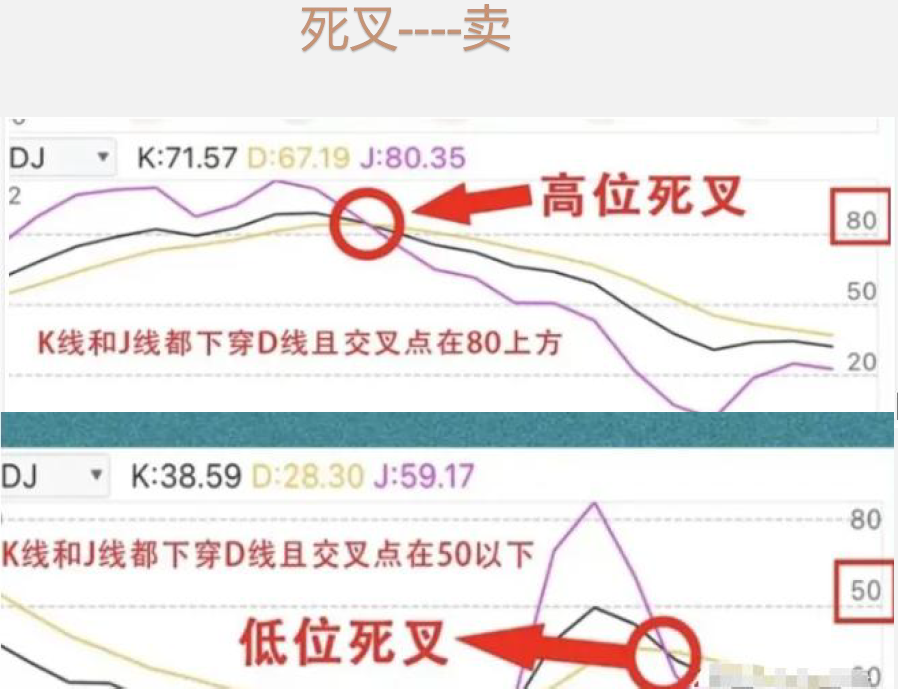 死叉----卖
DJ K:71.57 D:67.19 J:80.35
2
高位死叉
80
50
K线和J线都下穿D线且交叉点在80上方
20
DJ K:38.59 D:28.30 J:59.17
80
K线和J线都下穿D线且交叉点在50以下
50
低位死叉